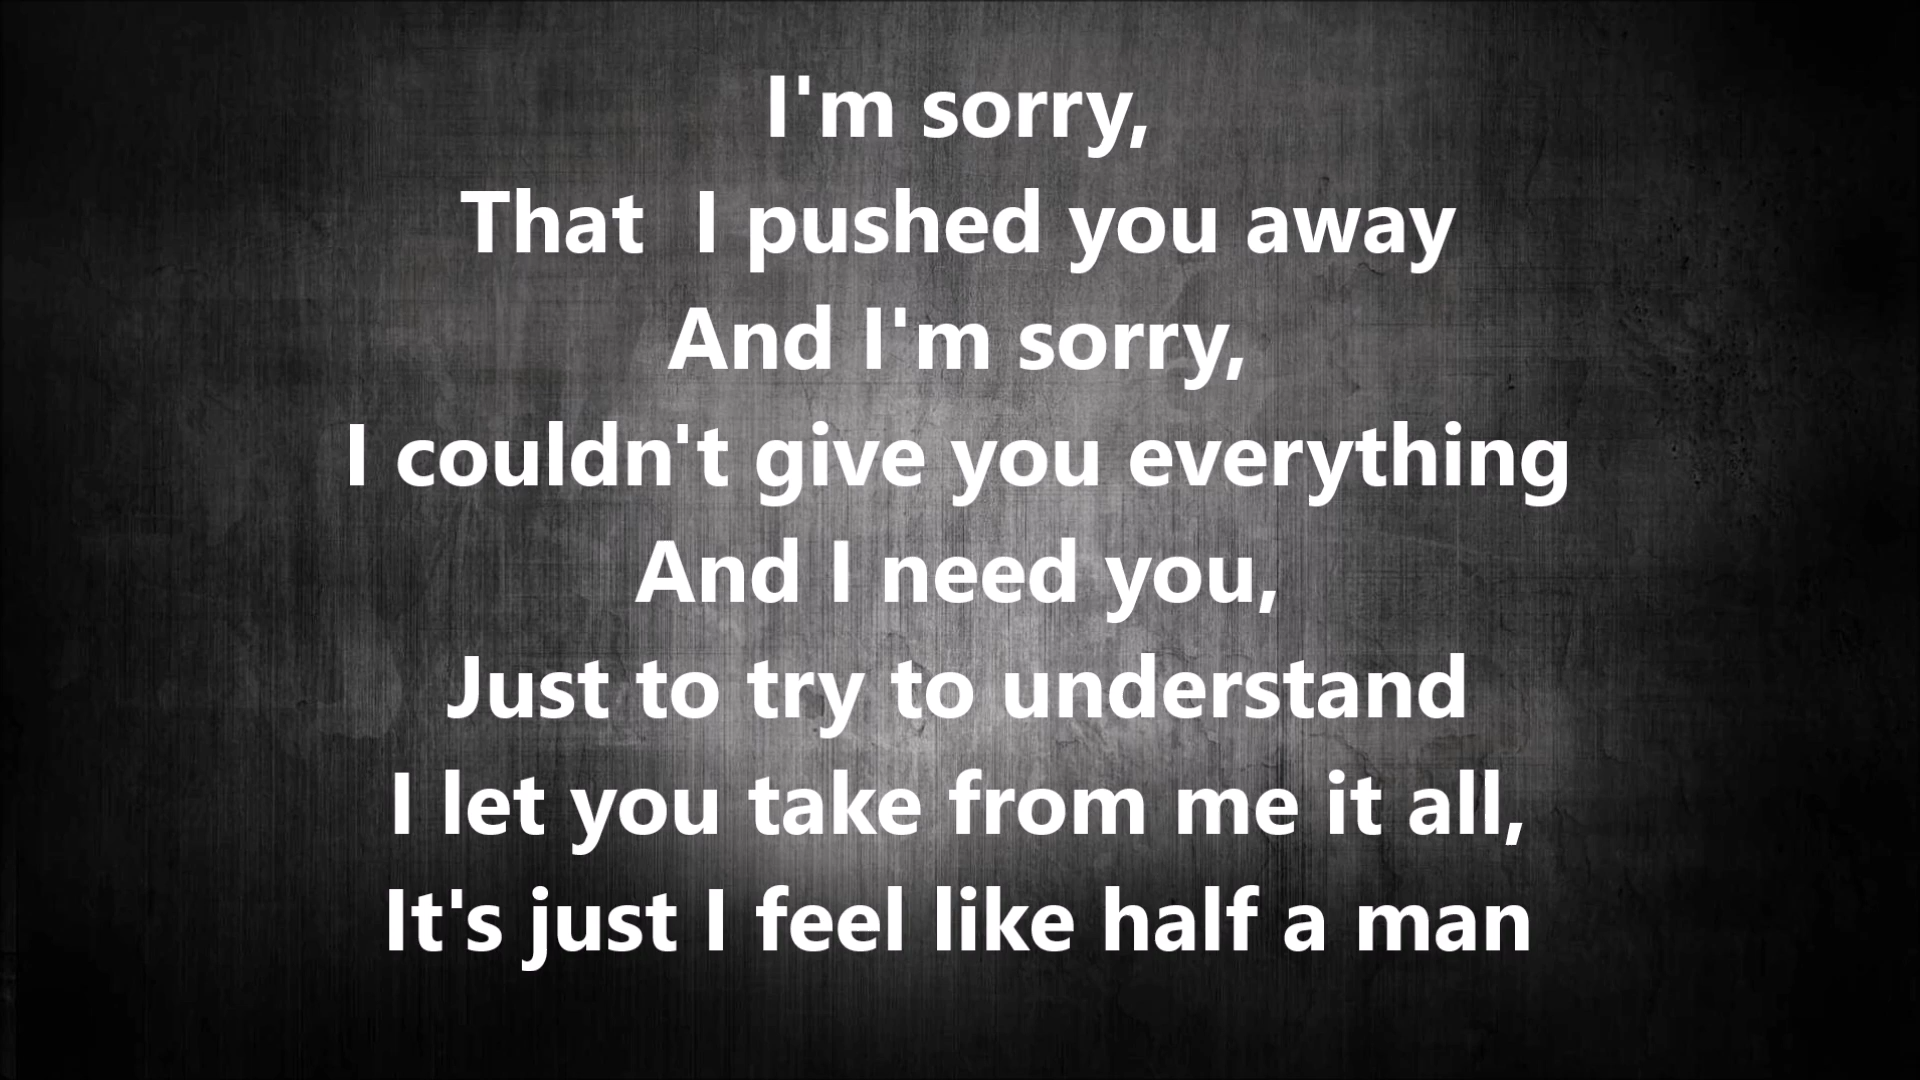 I'm sorry,
That  I pushed you away
And I'm sorry,
I couldn't give you everything
And I need you,
Just to try to understand
I let you take from me it all,
It's just I feel like half a man